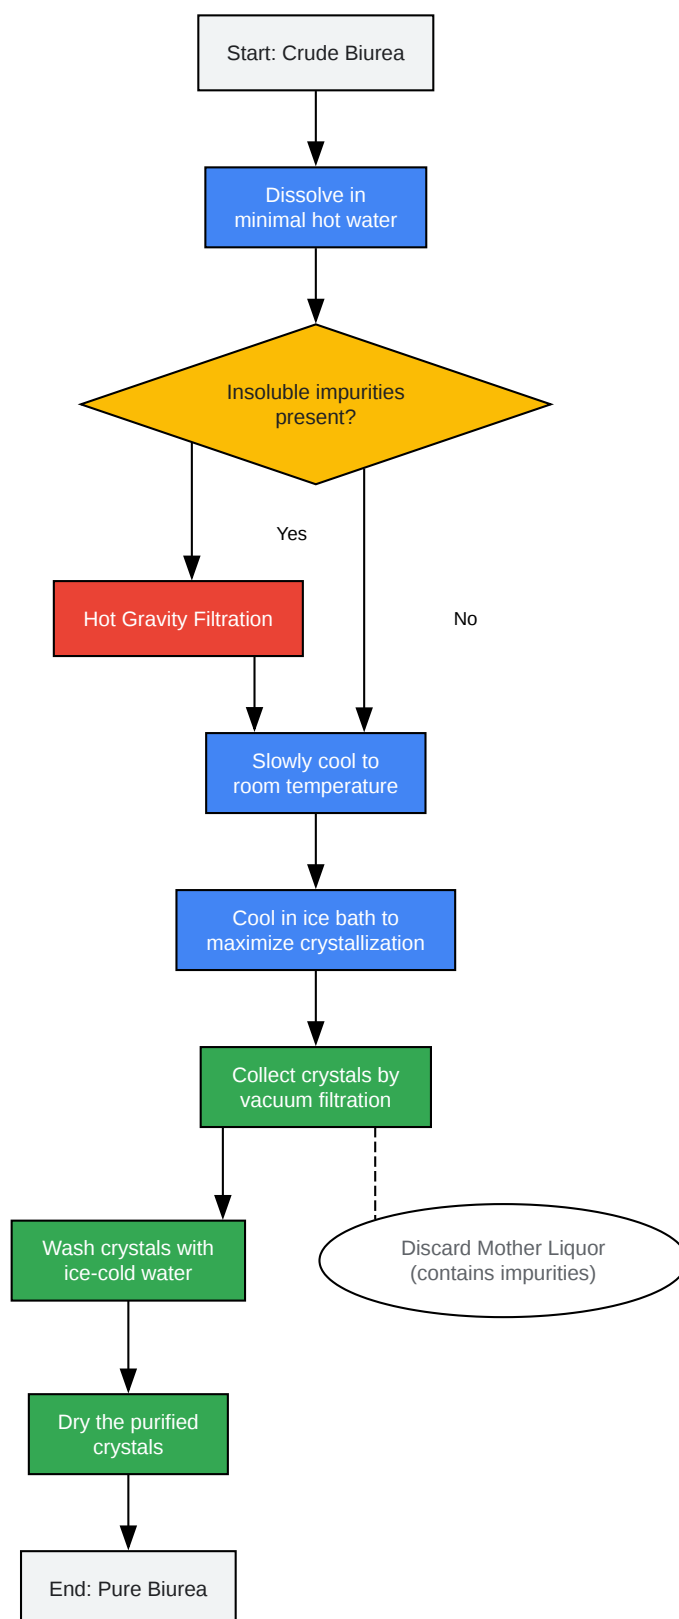 Start: Crude Biurea
Dissolve in
minimal hot water
Insoluble impurities
present?
Yes
Hot Gravity Filtration
No
Slowly cool to
room temperature
Cool in ice bath to
maximize crystallization
Collect crystals by
vacuum filtration
Wash crystals with
ice-cold water
Discard Mother Liquor
(contains impurities)
Dry the purified
crystals
End: Pure Biurea